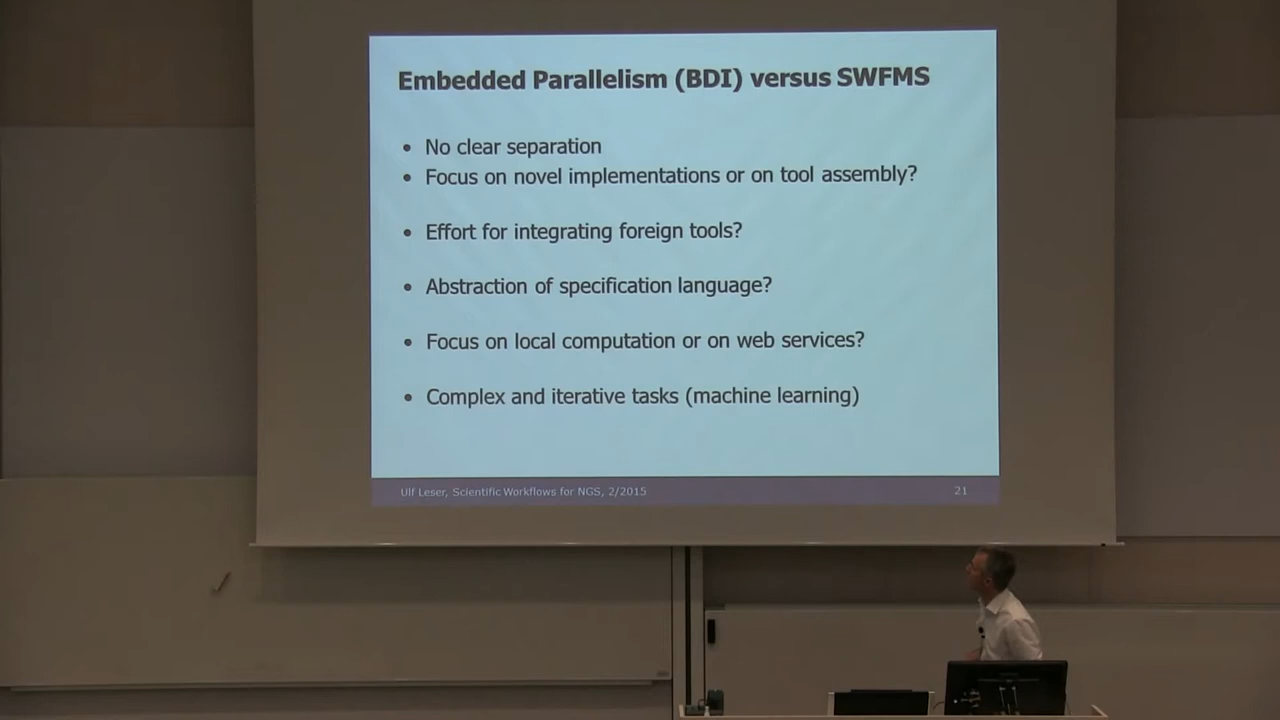 Embedded Parallelism (BDI) versus SWFMS
• No clear separation
• Focus on novel implementations or on tool assembly?
• Effort for integrating foreign tools?
• Abstraction of specification language?
• Focus on local computation or on web services?
• Complex and iterative tasks (machine learning)
Ulf Leser, Scientific Workflows for NGS, 2/2015
21